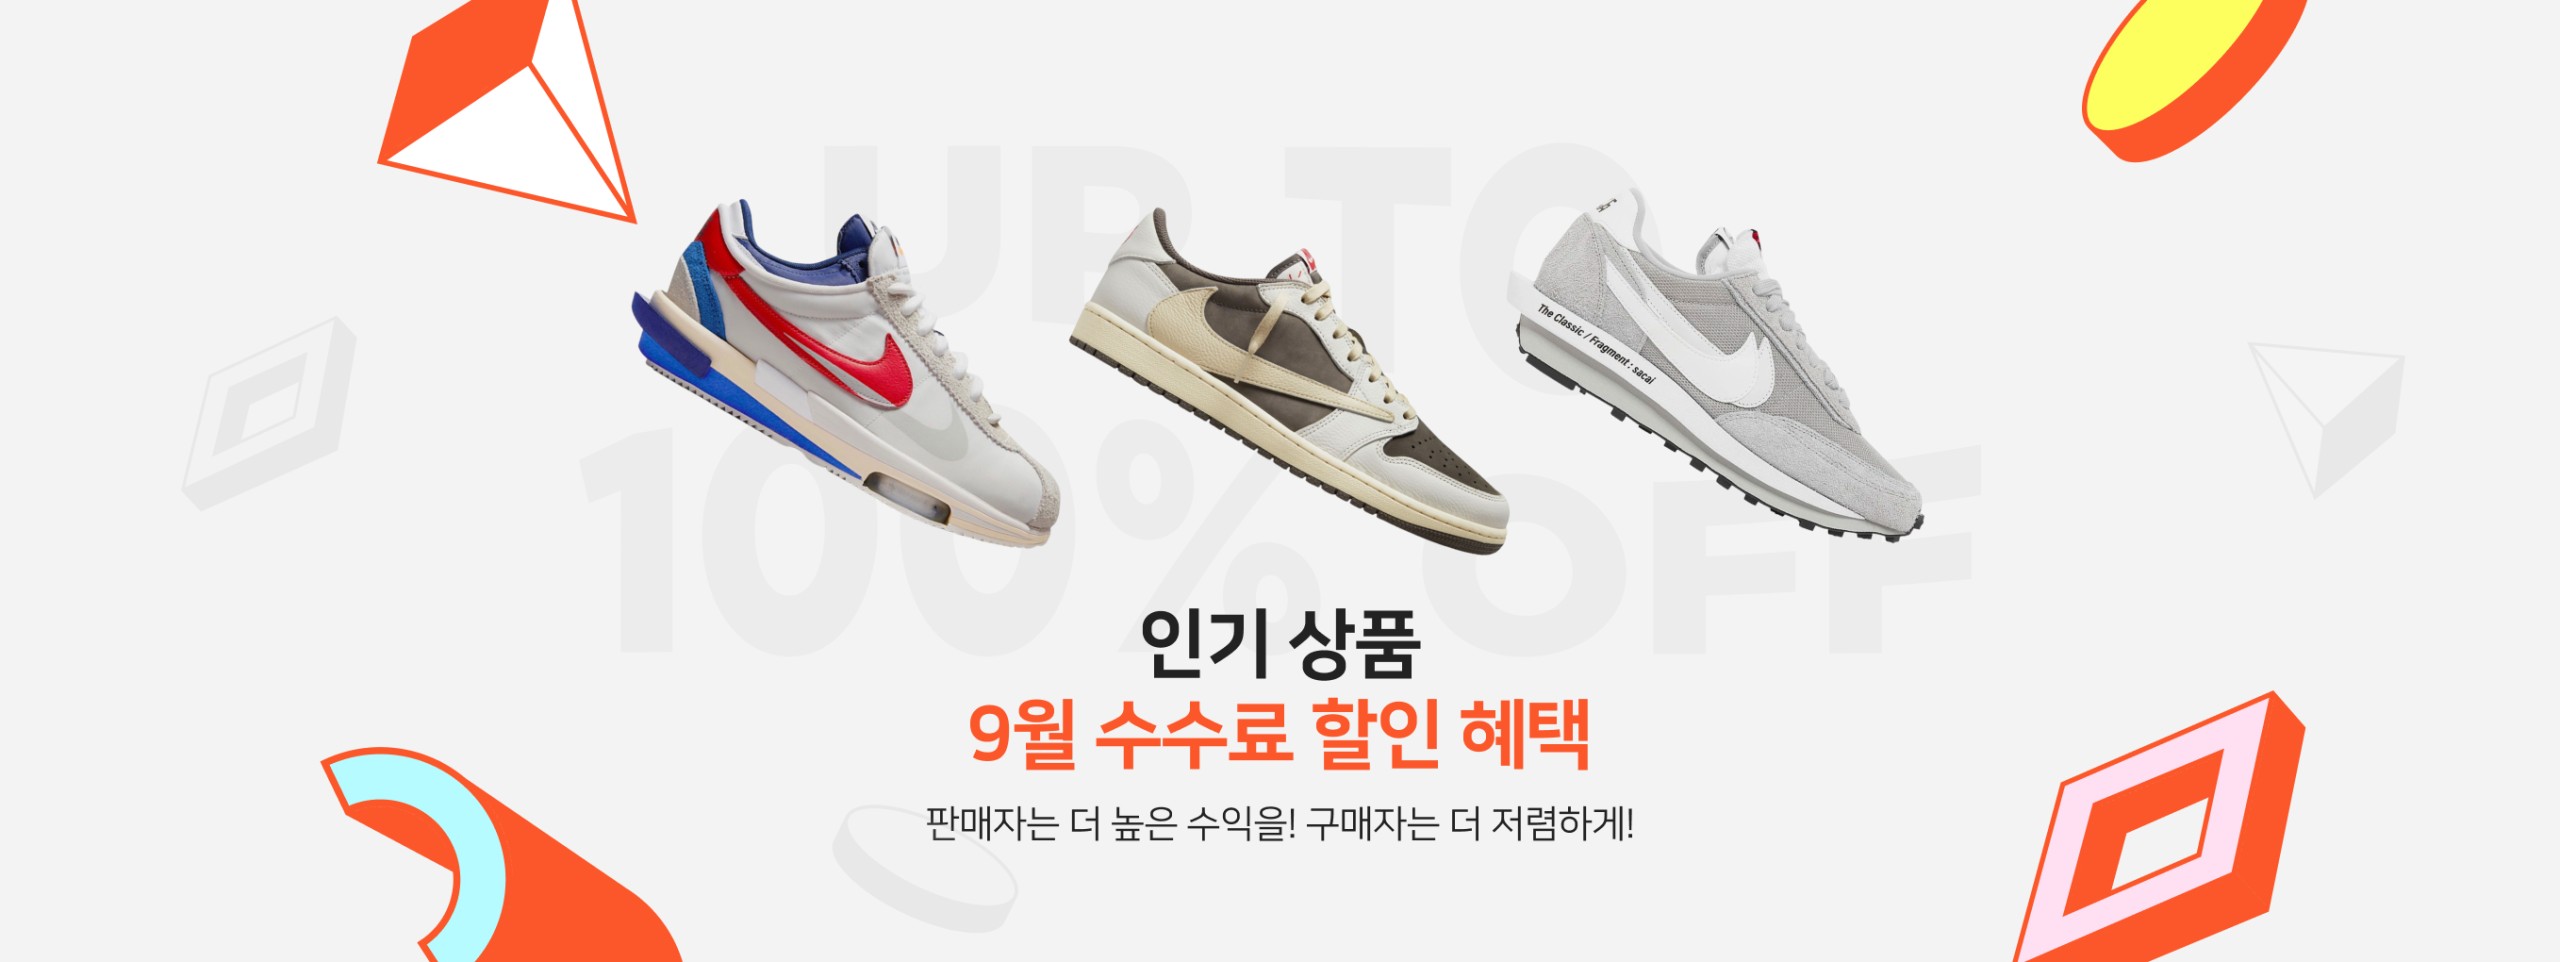 UP TO
100% OFF
The Classic / Fragment : sacai
인기 상품
9월 수수료 할인 혜택
판매자는 더 높은 수익을! 구매자는 더 저렴하게!